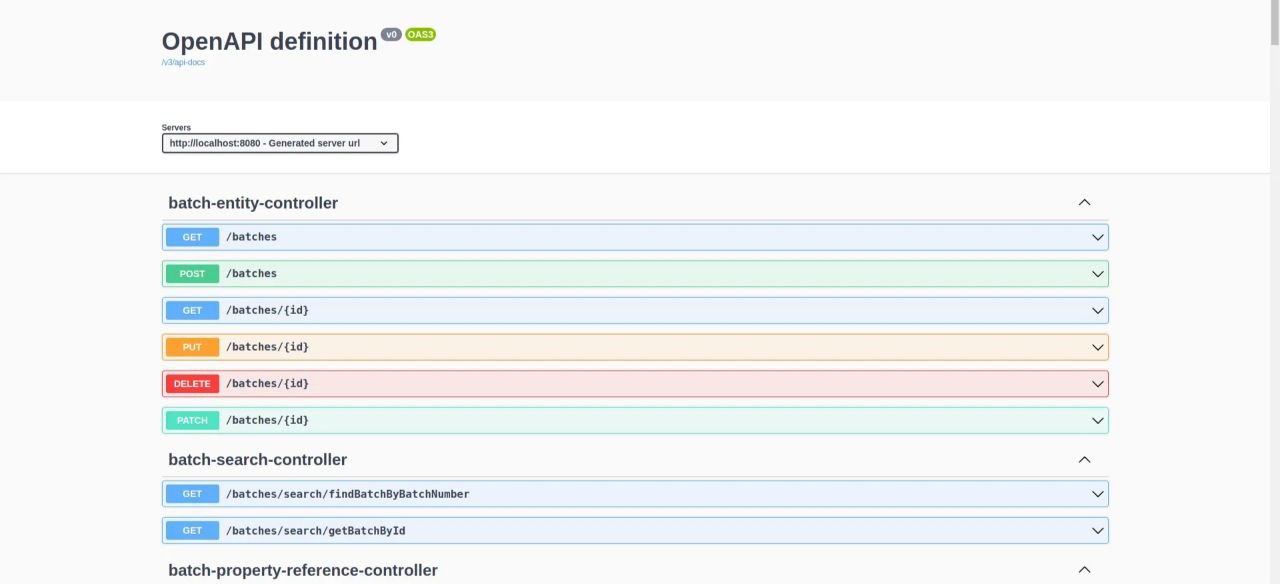 OpenAPI definition v0 OAS3
/v3/api-docs
Servers
http://localhost:8080 - Generated server url
batch-entity-controller
GET /batches
POST /batches
GET /batches/{id}
PUT /batches/{id}
DELETE /batches/{id}
PATCH /batches/{id}
batch-search-controller
GET /batches/search/findBatchByBatchNumber
GET /batches/search/getBatchById
batch-property-reference-controller